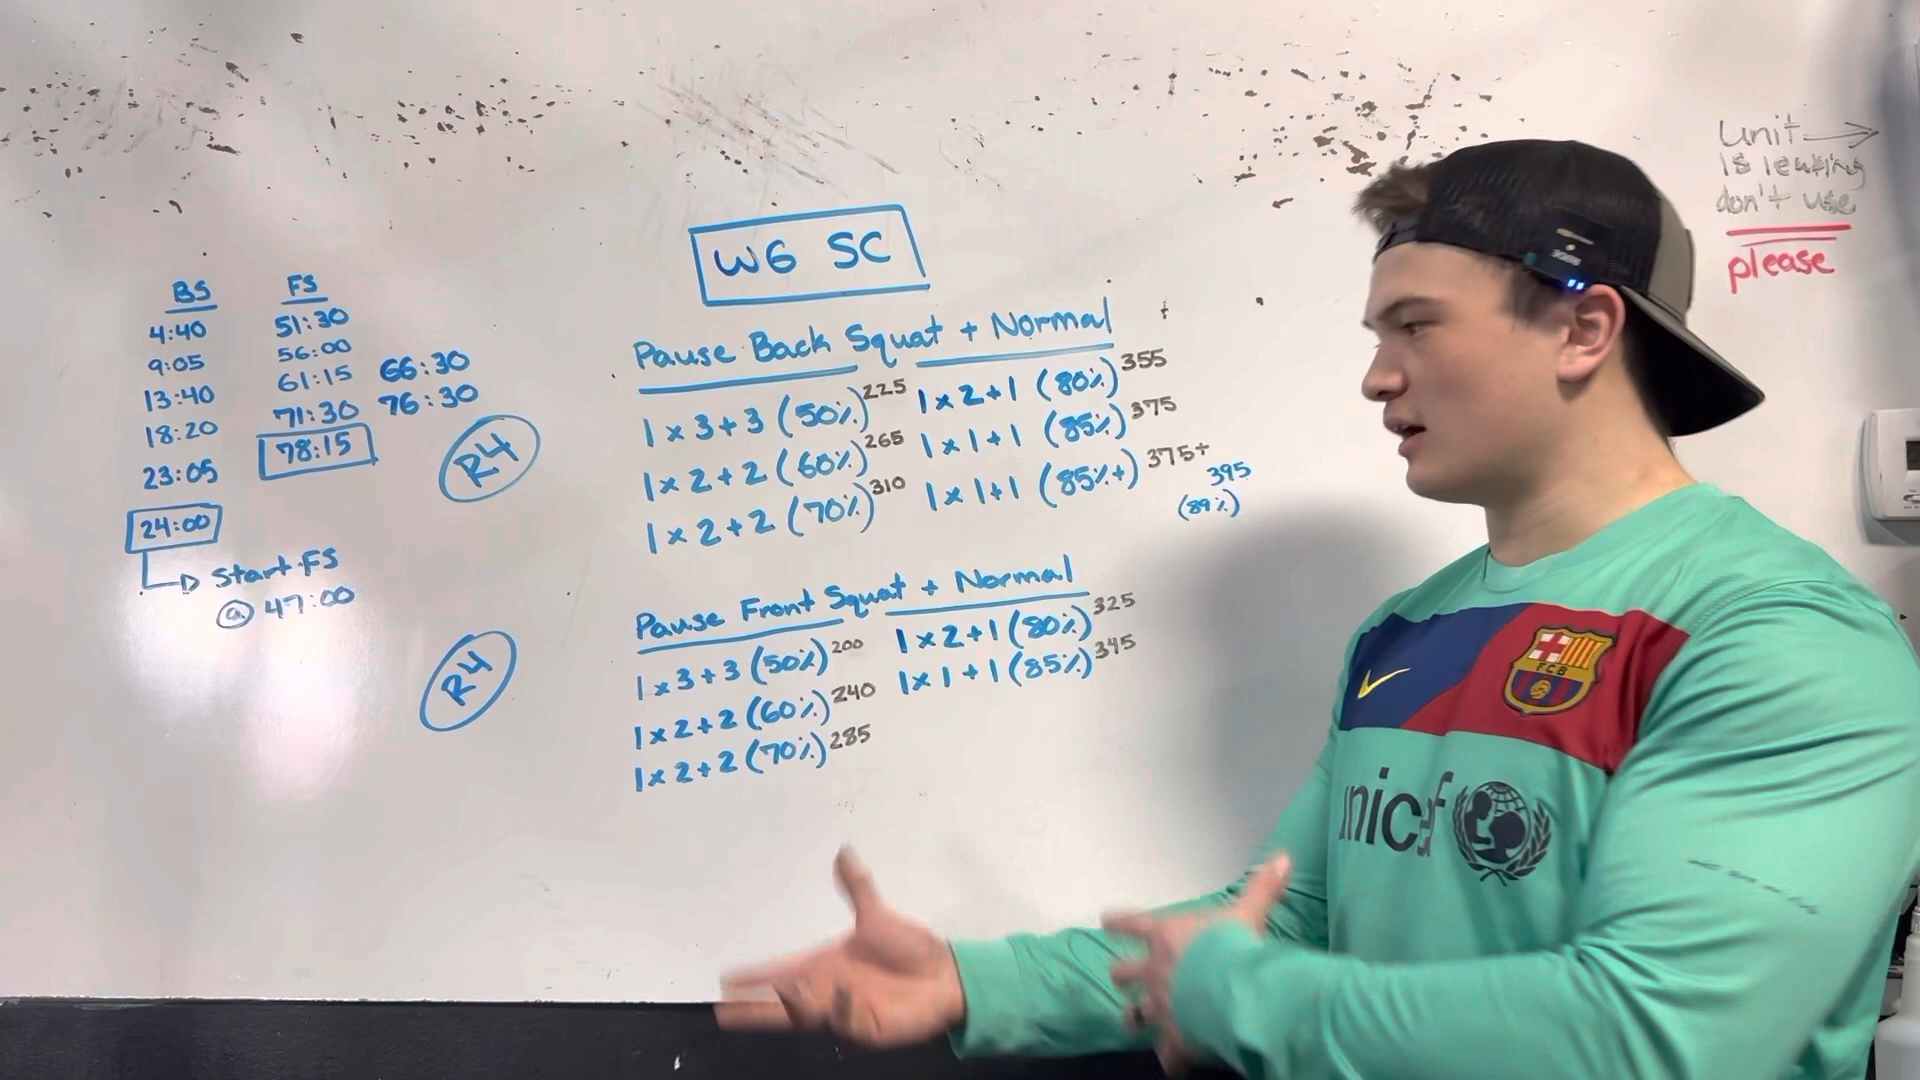 W6 SC
BS
4:40
9:05
13:40
18:20
23:05
24:00
Start FS
@ 47:00
FS
51:30
56:00
61:15
71:30
78:15
66:30
76:30
R4
R4
Pause Back Squat + Normal
1 x 3 + 3 (50%) 225
1 x 2 + 2 (60%) 265
1 x 2 + 2 (70%) 310
1 x 2 + 1 (80%) 355
1 x 1 + 1 (85%) 375
1 x 1 + 1 (85%+) 375+
395
(89%)
Pause Front Squat + Normal
1 x 3 + 3 (50%) 200
1 x 2 + 2 (60%) 240
1 x 2 + 2 (70%) 285
1 x 2 + 1 (80%) 325
1 x 1 + 1 (85%) 345
unit →
is leaking
don't use
please
FCB
unicef